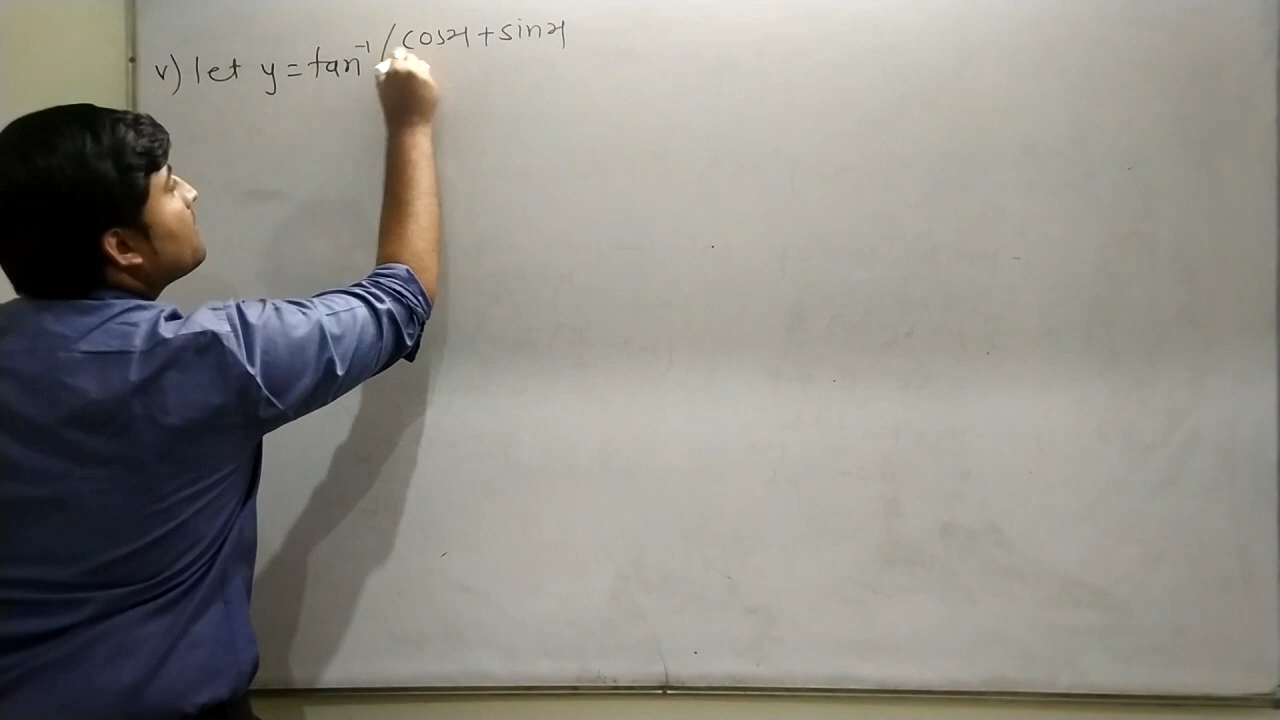 v) let y = tan⁻¹ ( cosx + sinx